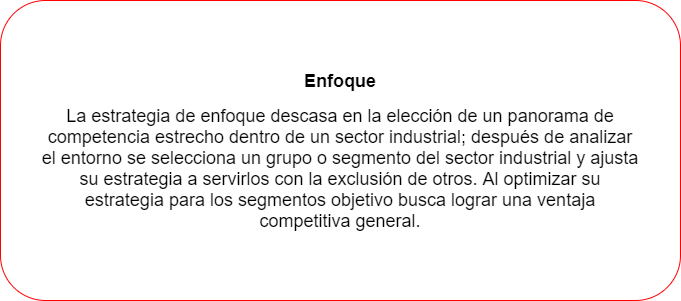 Enfoque
La estrategia de enfoque descasa en la elección de un panorama de
competencia estrecho dentro de un sector industrial; después de analizar
el entorno se selecciona un grupo o segmento del sector industrial y ajusta
su estrategia a servirlos con la exclusión de otros. Al optimizar su
estrategia para los segmentos objetivo busca lograr una ventaja
competitiva general.